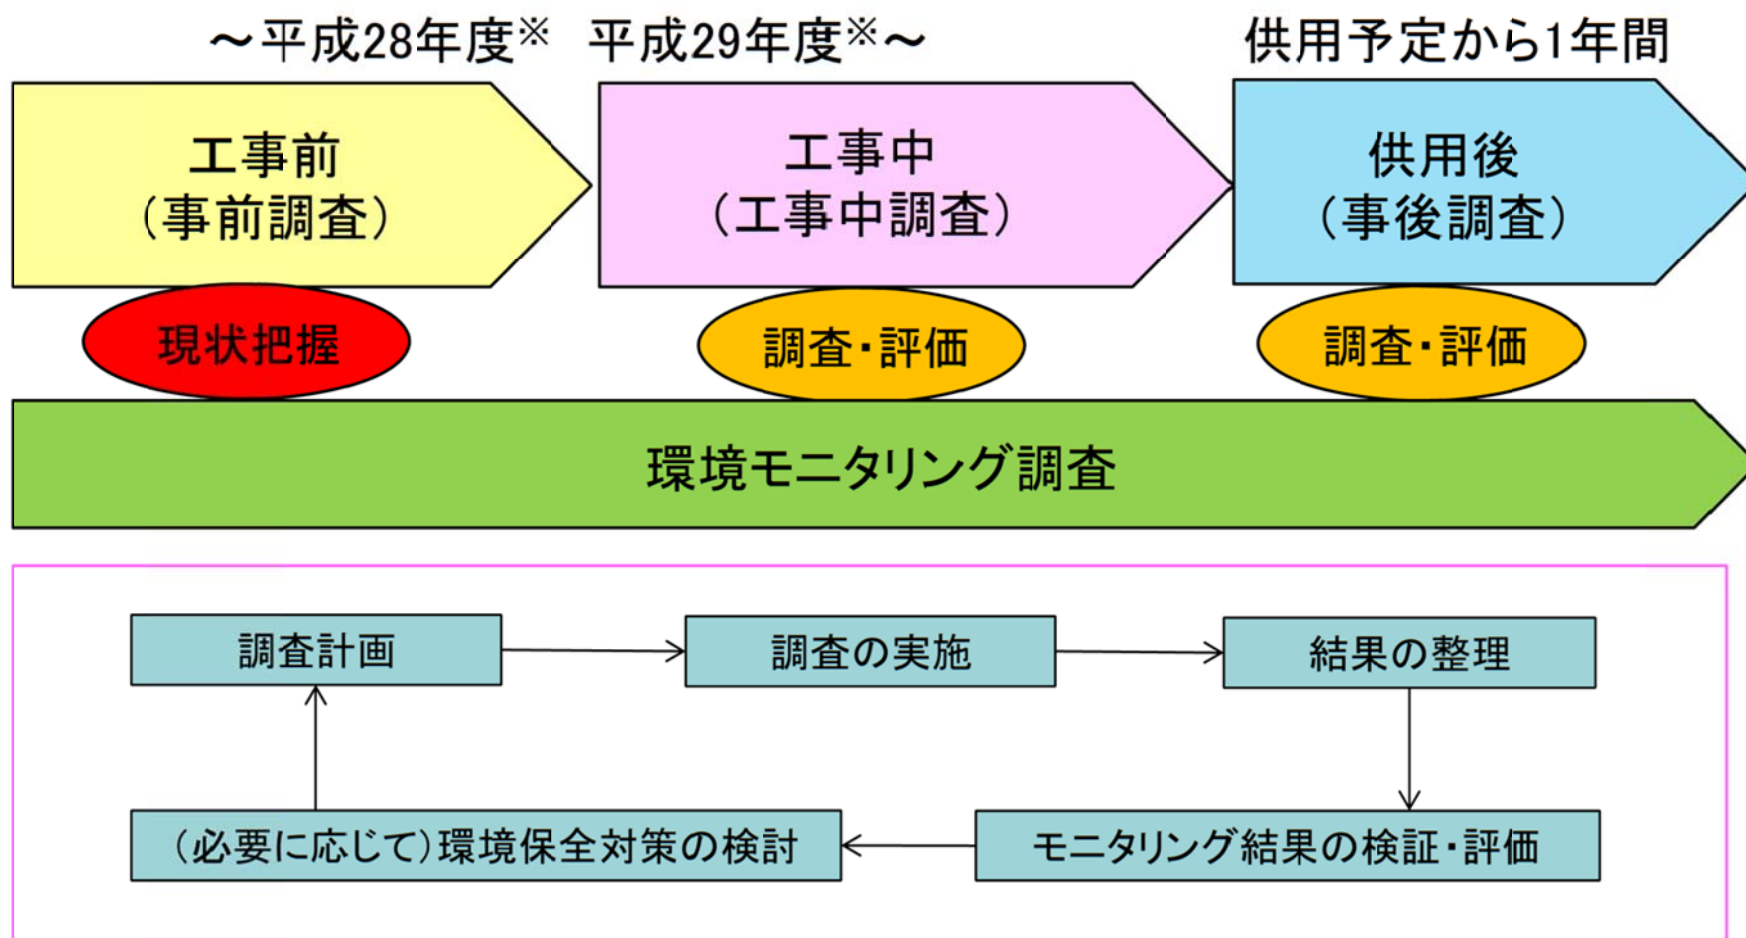 ～平成28年度※ 平成29年度※～ 供用予定から1年間
工事前
（事前調査）
工事中
（工事中調査）
供用後
（事後調査）
現状把握
調査・評価
調査・評価
環境モニタリング調査
調査計画
調査の実施
結果の整理
（必要に応じて）環境保全対策の検討
モニタリング結果の検証・評価